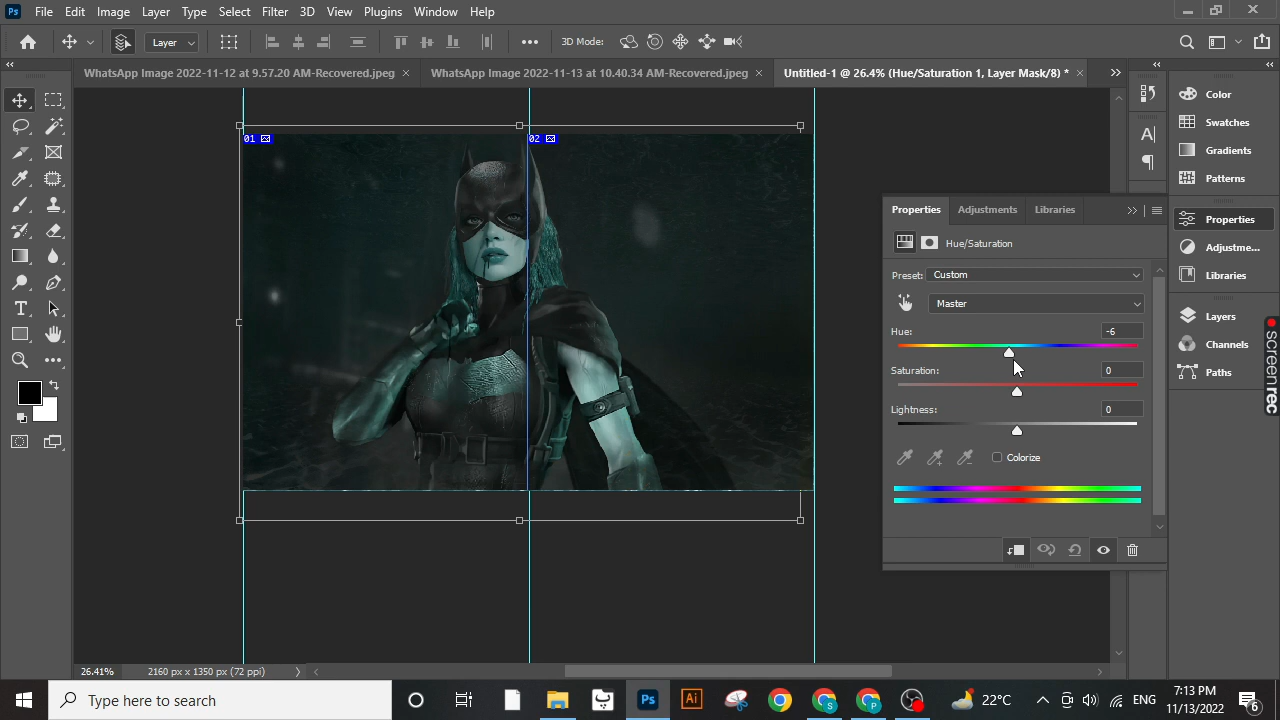 Ps File Edit Image Layer Type Select Filter 3D View Plugins Window Help
Layer 3D Mode:
WhatsApp Image 2022-11-12 at 9.57.20 AM-Recovered.jpeg × WhatsApp Image 2022-11-13 at 10.40.34 AM-Recovered.jpeg × Untitled-1 @ 26.4% (Hue/Saturation 1, Layer Mask/8) * ×
01 02
Properties Adjustments Libraries
Hue/Saturation
Preset: Custom
Master
Hue: -6
Saturation: 0
Lightness: 0
Colorize
Color
Swatches
Gradients
Patterns
Properties
Adjustme...
Libraries
Layers
Channels
Paths
screenrec
26.41% 2160 px x 1350 px (72 ppi)
Type here to search
Ps Ai S P 22°C ENG 7:13 PM
11/13/2022 6